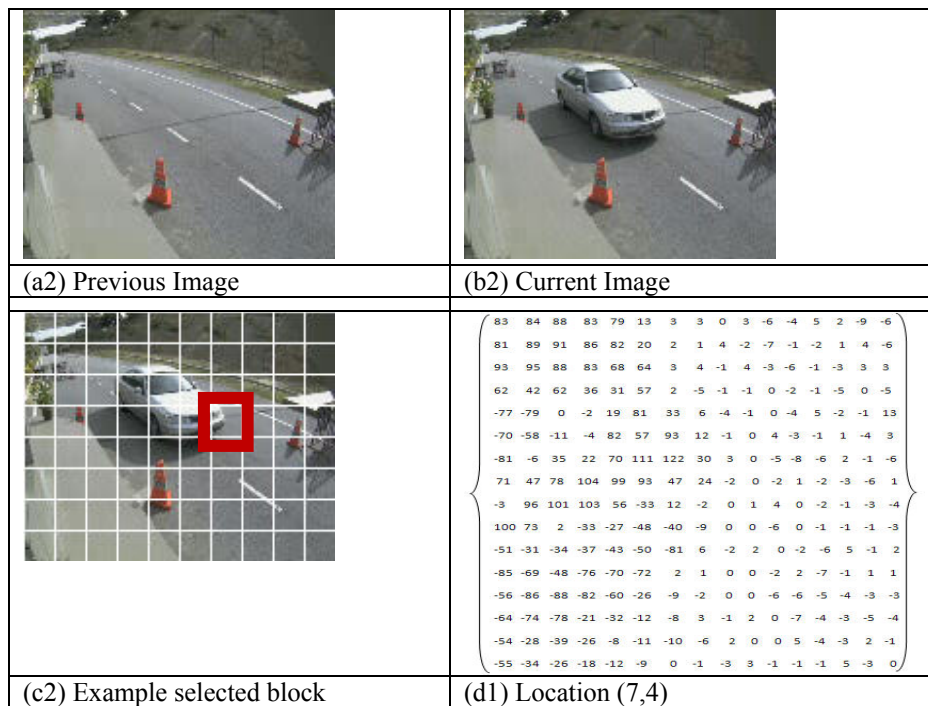 (a2) Previous Image
(b2) Current Image
83 84 88 83 79 13 3 3 0 3 -6 -4 5 2 -9 -6
81 89 91 86 82 20 2 1 4 -2 -7 -1 -2 1 4 -6
93 95 88 83 68 64 3 4 -1 4 -3 -6 -1 -3 3 3
62 42 62 36 31 57 2 -5 -1 -1 0 -2 -1 -5 0 -5
-77 -79 0 -2 19 81 33 6 -4 -1 0 -4 5 -2 -1 13
-70 -58 -11 -4 82 57 93 12 -1 0 4 -3 -1 1 -4 3
-81 -6 35 22 70 111 122 30 3 0 -5 -8 -6 2 -1 -6
71 47 78 104 99 93 47 24 -2 0 -2 1 -2 -3 -6 1
-3 96 101 103 56 -33 12 -2 0 1 4 0 -2 -1 -3 -4
100 73 2 -33 -27 -48 -40 -9 0 0 -6 0 -1 -1 -1 -3
-51 -31 -34 -37 -43 -50 -81 6 -2 2 0 -2 -6 5 -1 2
-85 -69 -48 -76 -70 -72 2 1 0 0 -2 2 -7 -1 1 1
-56 -86 -88 -82 -60 -26 -9 -2 0 0 -6 -6 -5 -4 -3 -3
-64 -74 -78 -21 -32 -12 -8 3 -1 2 0 -7 -4 -3 -5 -4
-54 -28 -39 -26 -8 -11 -10 -6 2 0 0 5 -4 -3 2 -1
-55 -34 -26 -18 -12 -9 0 -1 -3 3 -1 -1 -1 5 -3 0
(c2) Example selected block
(d1) Location (7,4)